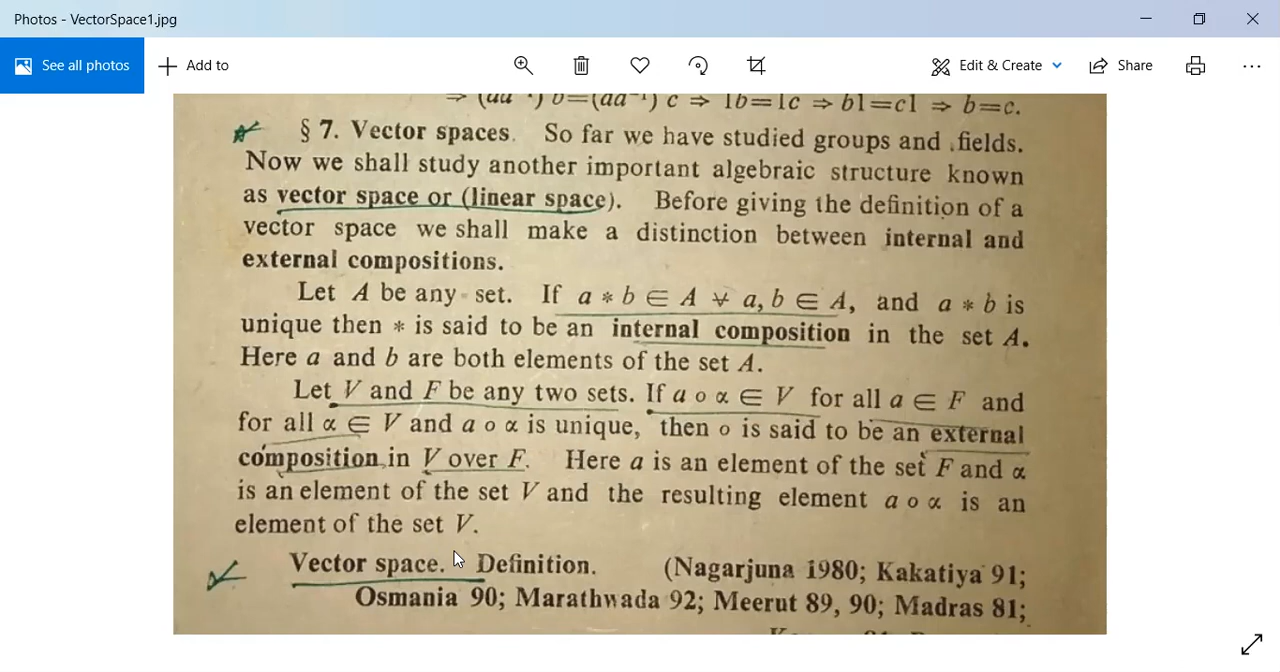 Photos - VectorSpace1.jpg
See all photos
Add to
Edit & Create
Share
b=(aa⁻¹) c ⇒ 1b=1c ⇒ b1=c1 ⇒ b=c.
§ 7. Vector spaces. So far we have studied groups and fields.
Now we shall study another important algebraic structure known
as vector space or (linear space). Before giving the definition of a
vector space we shall make a distinction between internal and
external compositions.
Let A be any set. If a * b ∈ A ∀ a, b ∈ A, and a * b is
unique then * is said to be an internal composition in the set A.
Here a and b are both elements of the set A.
Let V and F be any two sets. If a o α ∈ V for all a ∈ F and
for all α ∈ V and a o α is unique, then o is said to be an external
composition in V over F. Here a is an element of the set F and α
is an element of the set V and the resulting element a o α is an
element of the set V.
Vector space. Definition. (Nagarjuna 1980; Kakatiya 91;
Osmania 90; Marathwada 92; Meerut 89, 90; Madras 81;